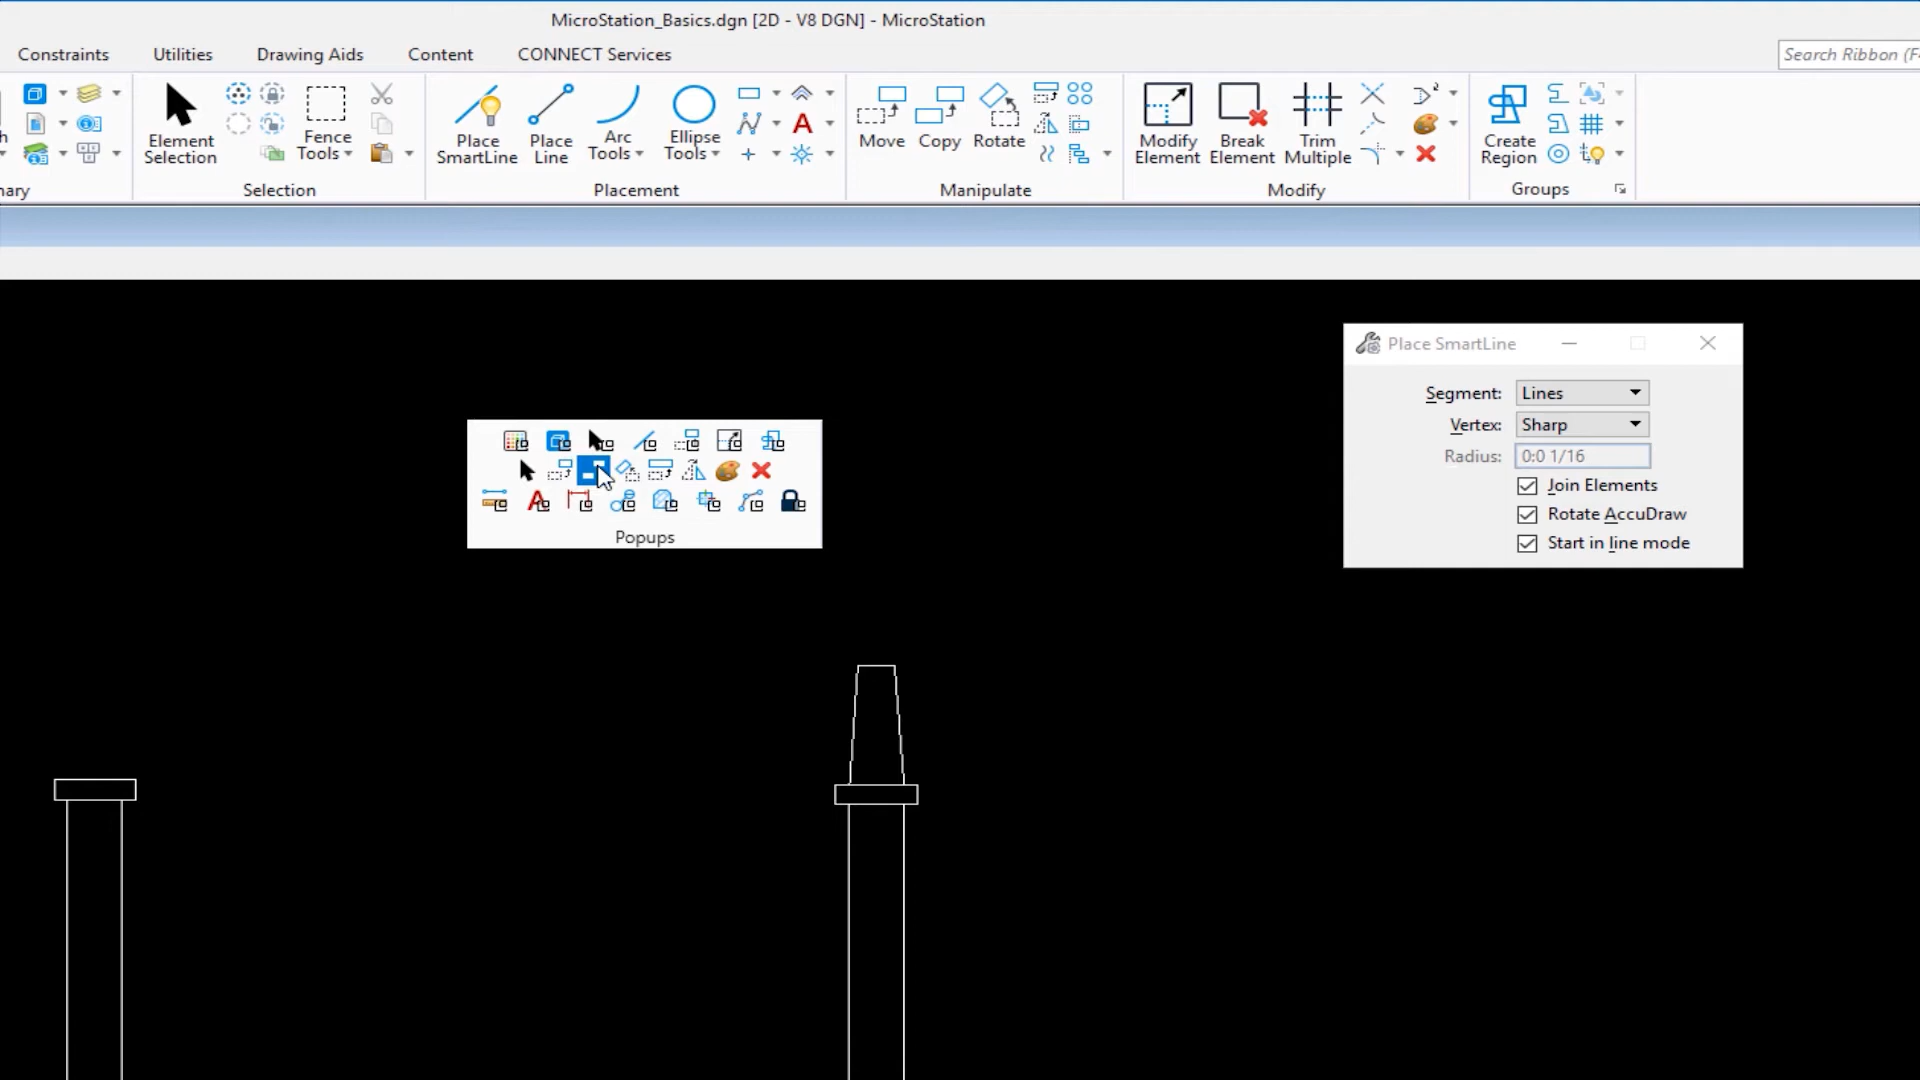 MicroStation_Basics.dgn [2D - V8 DGN] - MicroStation
Constraints Utilities Drawing Aids Content CONNECT Services
Search Ribbon (F4
Element Selection
Fence Tools
Place SmartLine
Place Line
Arc Tools
Ellipse Tools
Move
Copy
Rotate
Modify Element
Break Element
Trim Multiple
Create Region
Selection
Placement
Manipulate
Modify
Groups
Place SmartLine
Segment: Lines
Vertex: Sharp
Radius: 0:0 1/16
Join Elements
Rotate AccuDraw
Start in line mode
Popups